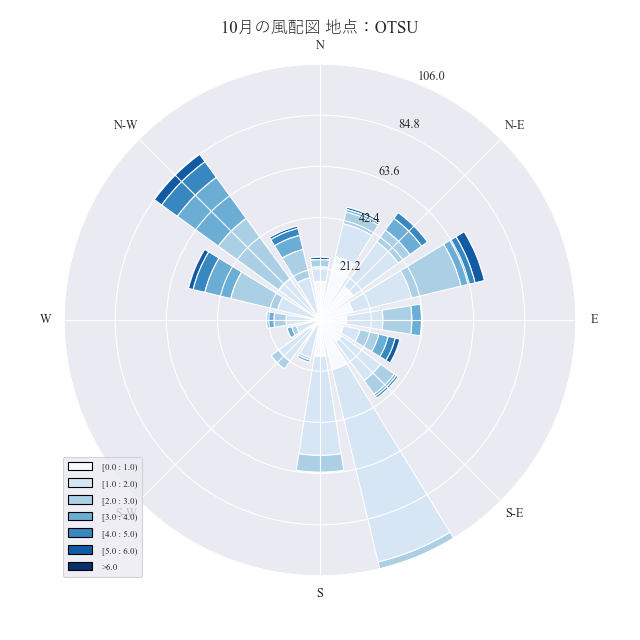 10月の風配図 地点：OTSU
N
106.0
N-W
84.8
N-E
63.6
42.4
21.2
W
E
[0.0 : 1.0)
[1.0 : 2.0)
[2.0 : 3.0)
S-W
[3.0 : 4.0)
S-E
[4.0 : 5.0)
[5.0 : 6.0)
>6.0
S